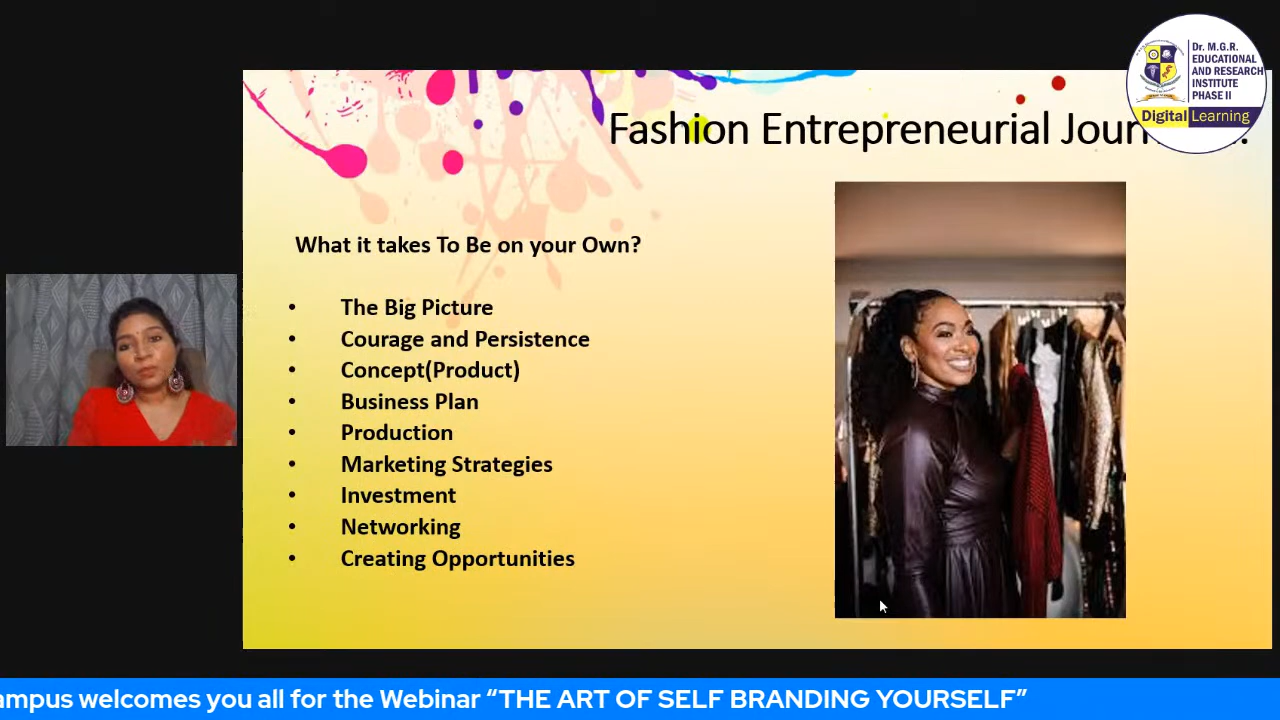 Dr. M.G.R.
EDUCATIONAL
AND RESEARCH
INSTITUTE
PHASE II
Digital Learning
Fashion Entrepreneurial
What it takes To Be on your Own?
• The Big Picture
• Courage and Persistence
• Concept(Product)
• Business Plan
• Production
• Marketing Strategies
• Investment
• Networking
• Creating Opportunities
welcomes you all for the Webinar “THE ART OF SELF BRANDING YOURSELF”